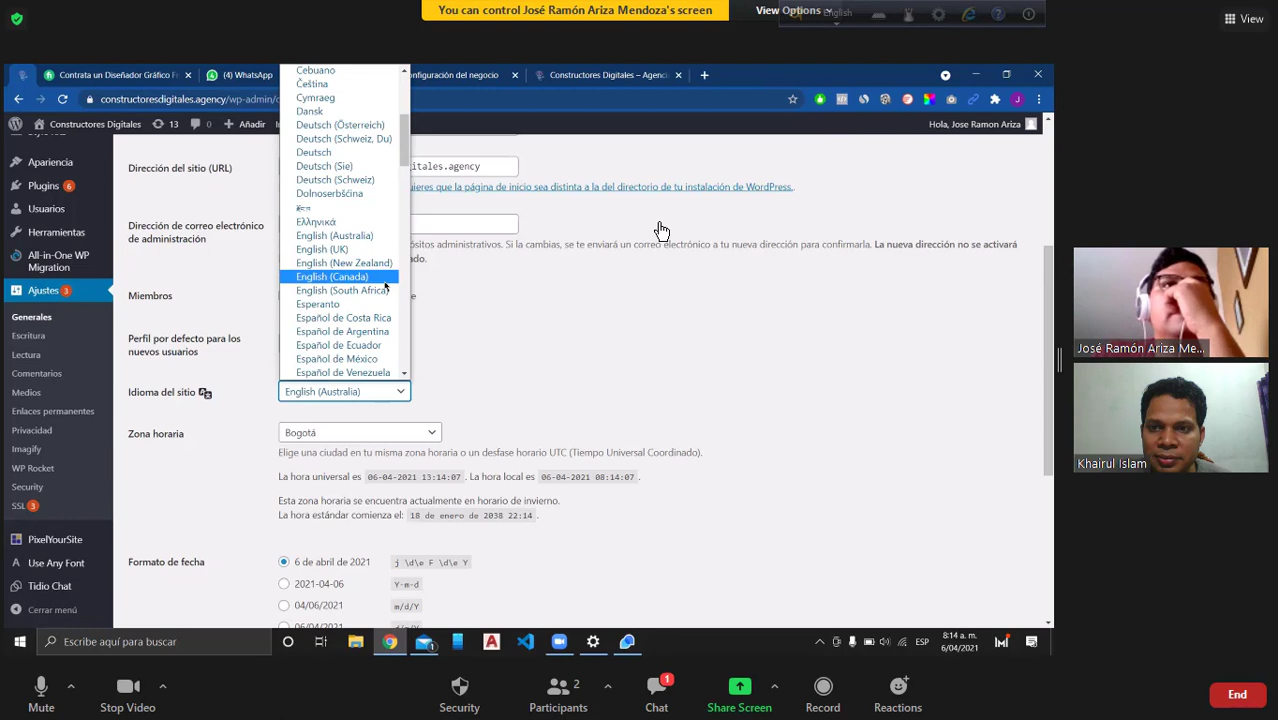 You can control José Ramón Ariza Mendoza's screen
View Options
English
View
Contrata un Diseñador Gráfico F
(4) WhatsApp
onfiguración del negocio
Constructores Digitales – Agenci
constructoresdigitales.agency/wp-admin/o
Constructores Digitales
13
0
Añadir
Hola, Jose Ramon Ariza
Apariencia
Plugins 6
Usuarios
Herramientas
All-in-One WP
Migration
Ajustes 3
Generales
Escritura
Lectura
Comentarios
Medios
Enlaces permanentes
Privacidad
Imagify
WP Rocket
Security
SSL 3
PixelYourSite
Use Any Font
Tidio Chat
Cerrar menú
Dirección del sitio (URL)
gitales.agency
uieres que la página de inicio sea distinta a la del directorio de tu instalación de WordPress.
Dirección de correo electrónico
de administración
ósitos administrativos. Si la cambias, se te enviará un correo electrónico a tu nueva dirección para confirmarla. La nueva dirección no se activará
do.
Miembros
e
Perfil por defecto para los
nuevos usuarios
Cebuano
Čeština
Cymraeg
Dansk
Deutsch (Österreich)
Deutsch (Schweiz, Du)
Deutsch
Deutsch (Sie)
Deutsch (Schweiz)
Dolnoserbšćina
Ελληνικά
English (Australia)
English (UK)
English (New Zealand)
English (Canada)
English (South Africa)
Esperanto
Español de Costa Rica
Español de Argentina
Español de Ecuador
Español de México
Español de Venezuela
Idioma del sitio
English (Australia)
Zona horaria
Bogotá
Elige una ciudad en tu misma zona horaria o un desfase horario UTC (Tiempo Universal Coordinado).
La hora universal es 06-04-2021 13:14:07. La hora local es 06-04-2021 08:14:07.
Esta zona horaria se encuentra actualmente en horario de invierno.
La hora estándar comienza el: 18 de enero de 2038 22:14.
Formato de fecha
6 de abril de 2021
j \d\e F \d\e Y
2021-04-06
Y-m-d
04/06/2021
m/d/Y
06/04/2021
José Ramón Ariza Me...
Khairul Islam
Escribe aquí para buscar
ESP
8:14 a. m.
6/04/2021
Mute
Stop Video
Security
Participants
2
Chat
1
Share Screen
Record
Reactions
End